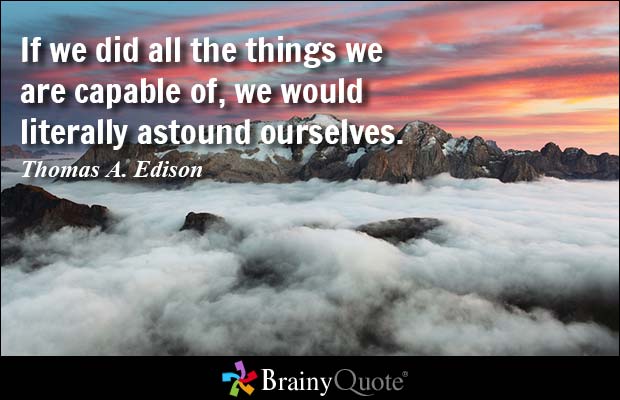 If we did all the things we
are capable of, we would
literally astound ourselves.
Thomas A. Edison
BrainyQuote®